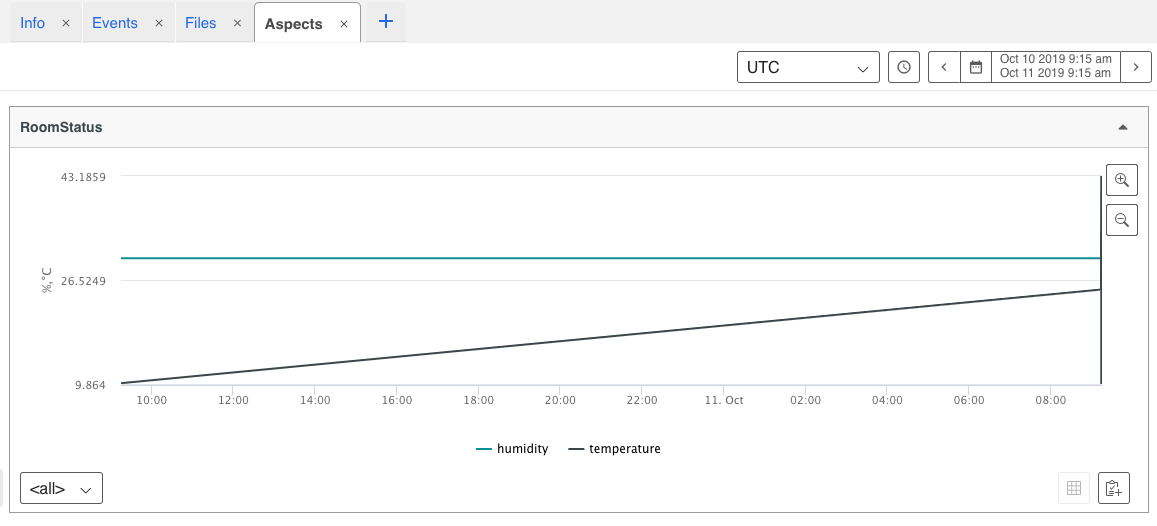 Info × Events × Files × Aspects × +
UTC
Oct 10 2019 9:15 am
Oct 11 2019 9:15 am
RoomStatus
43.1859
26.5249
9.864
%,°C
10:00 12:00 14:00 16:00 18:00 20:00 22:00 11. Oct 02:00 04:00 06:00 08:00
humidity temperature
<all>